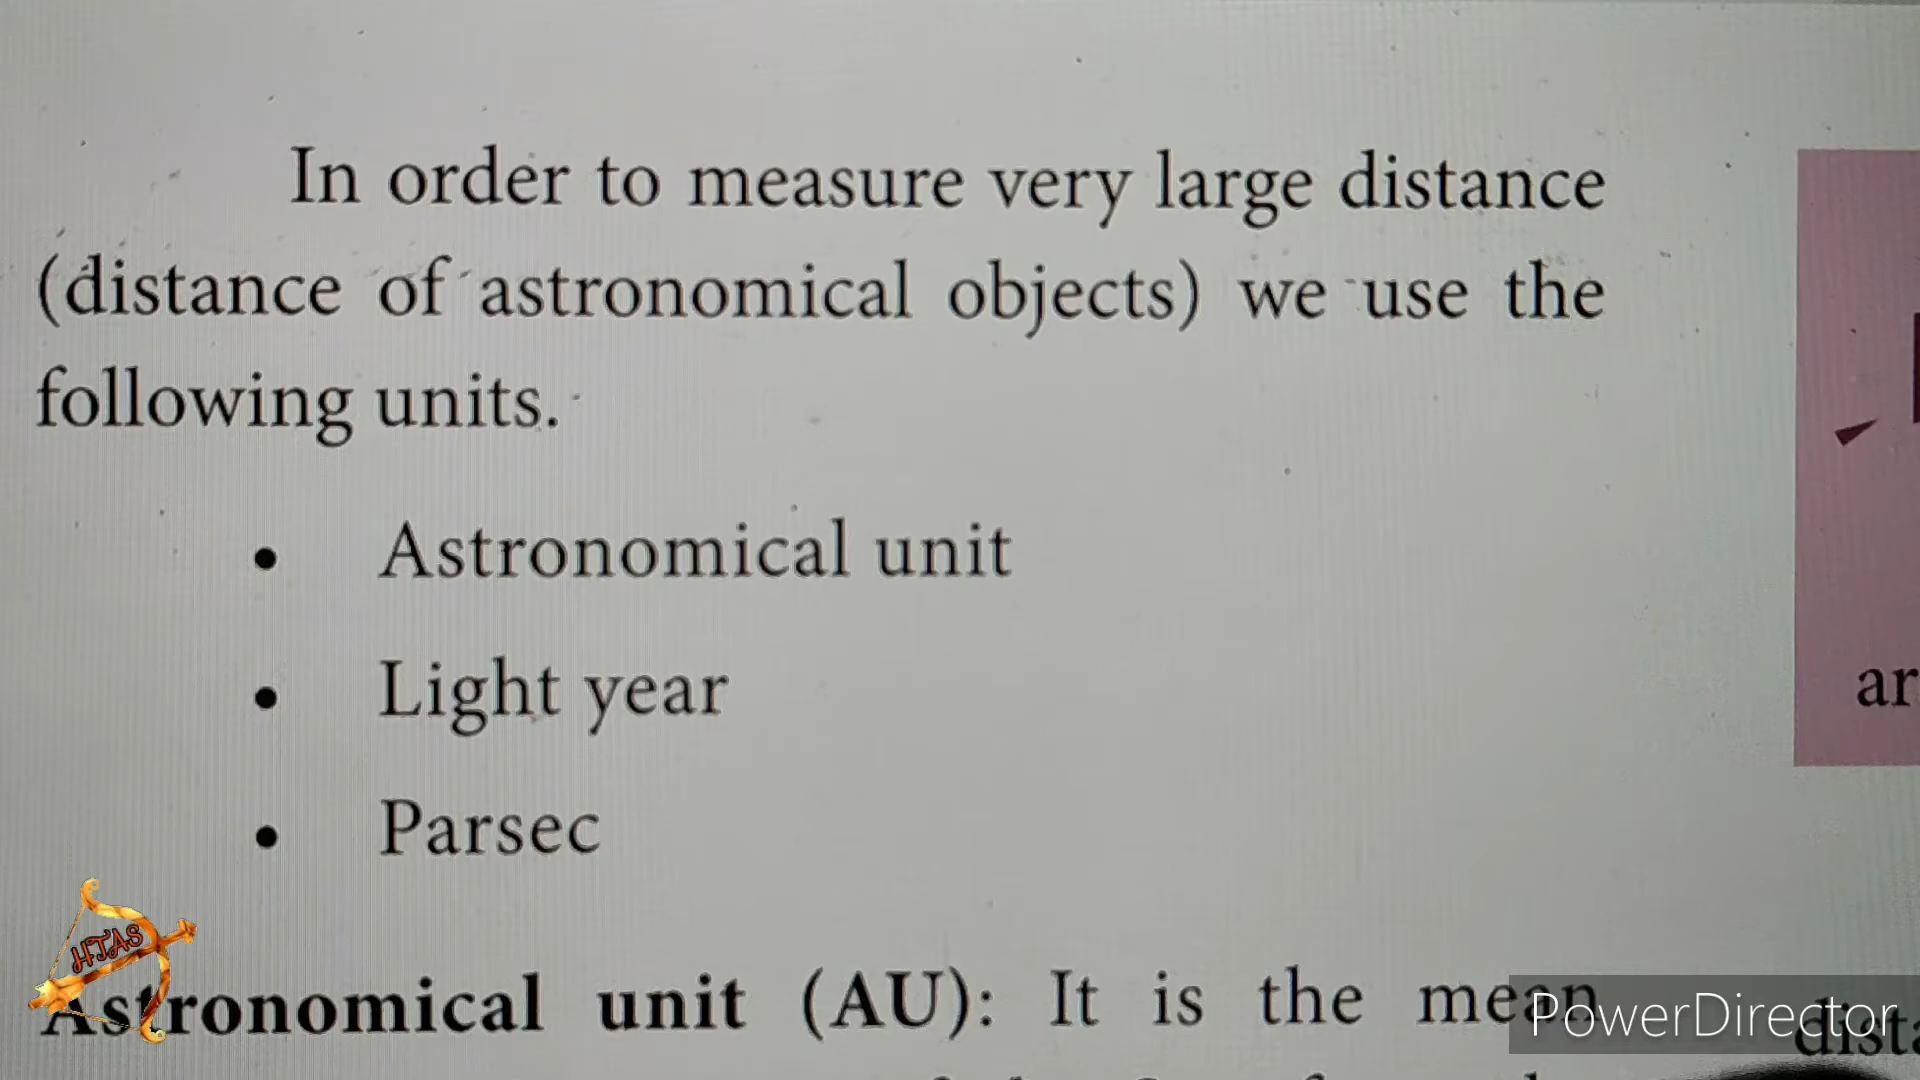 In order to measure very large distance
(distance of astronomical objects) we use the
following units.
• Astronomical unit
• Light year
• Parsec
Astronomical unit (AU): It is the mean
ar
HTAS
PowerDirector